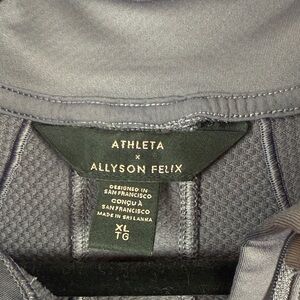 ATHLETA
x
ALLYSON FELIX
DESIGNED IN
SAN FRANCISCO
CONÇU À
SAN FRANCISCO
MADE IN SRI LANKA
XL
TG